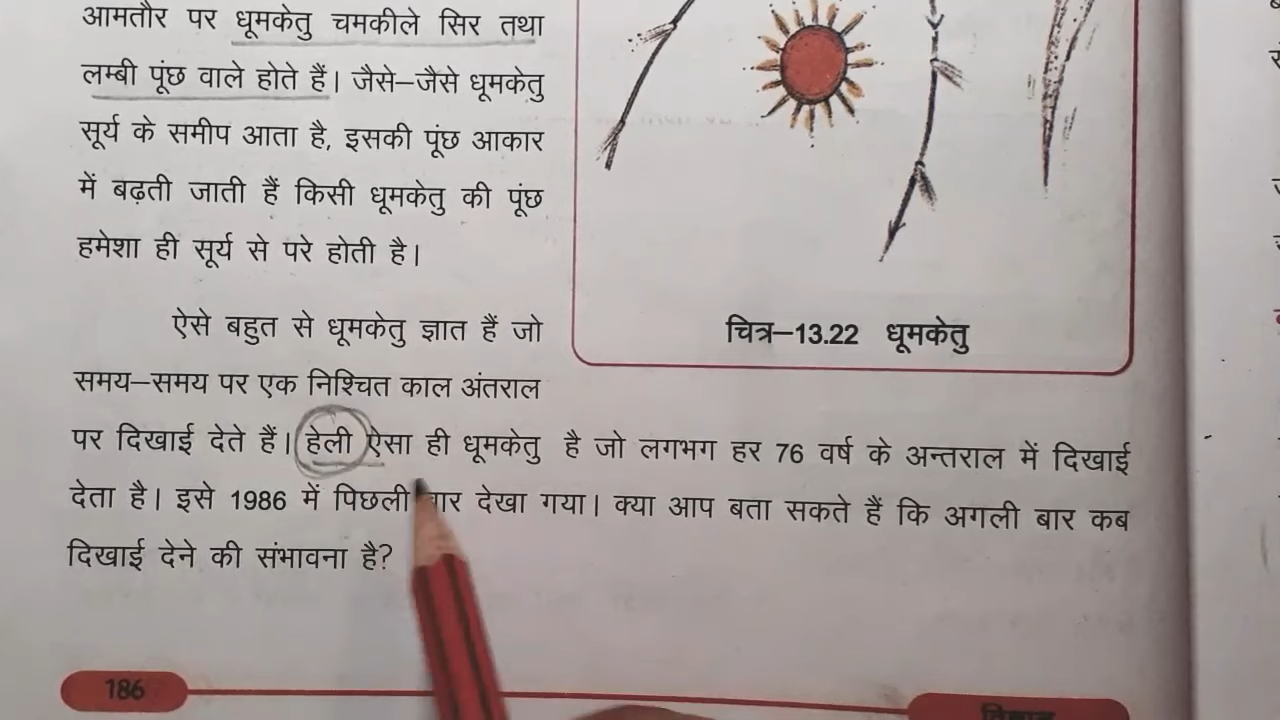 आमतौर पर धूमकेतु चमकीले सिर तथा
लम्बी पूंछ वाले होते हैं। जैसे–जैसे धूमकेतु
सूर्य के समीप आता है, इसकी पूंछ आकार
में बढ़ती जाती हैं किसी धूमकेतु की पूंछ
हमेशा ही सूर्य से परे होती है।
चित्र–13.22 धूमकेतु
ऐसे बहुत से धूमकेतु ज्ञात हैं जो
समय–समय पर एक निश्चित काल अंतराल
पर दिखाई देते हैं। हेली ऐसा ही धूमकेतु है जो लगभग हर 76 वर्ष के अन्तराल में दिखाई
देता है। इसे 1986 में पिछली बार देखा गया। क्या आप बता सकते हैं कि अगली बार कब
दिखाई देने की संभावना है?
186